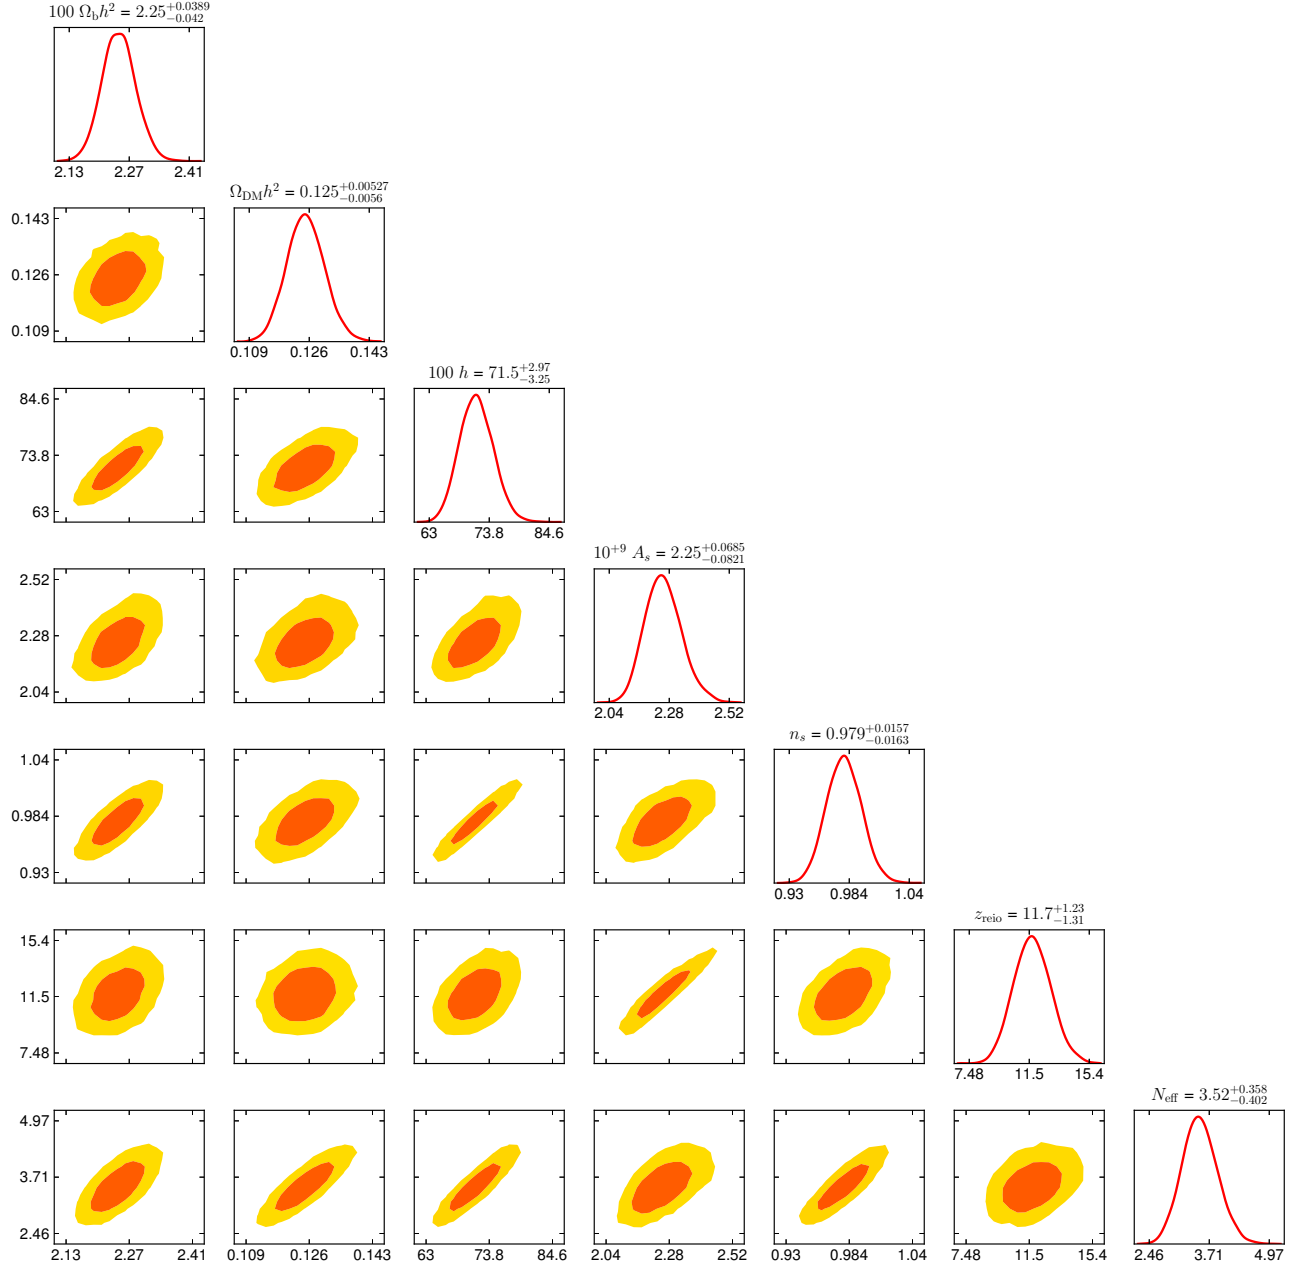 100 Ω_b h² = 2.25^{+0.0389}_{−0.042}
2.13 2.27 2.41
Ω_DM h² = 0.125^{+0.00527}_{−0.0056}
0.143
0.126
0.109
0.109 0.126 0.143
100 h = 71.5^{+2.97}_{−3.25}
84.6
73.8
63
63 73.8 84.6
10^{+9} A_s = 2.25^{+0.0685}_{−0.0821}
2.52
2.28
2.04
2.04 2.28 2.52
n_s = 0.979^{+0.0157}_{−0.0163}
1.04
0.984
0.93
0.93 0.984 1.04
z_reio = 11.7^{+1.23}_{−1.31}
15.4
11.5
7.48
7.48 11.5 15.4
N_eff = 3.52^{+0.358}_{−0.402}
4.97
3.71
2.46
2.13 2.27 2.41 0.109 0.126 0.143 63 73.8 84.6 2.04 2.28 2.52 0.93 0.984 1.04 7.48 11.5 15.4 2.46 3.71 4.97